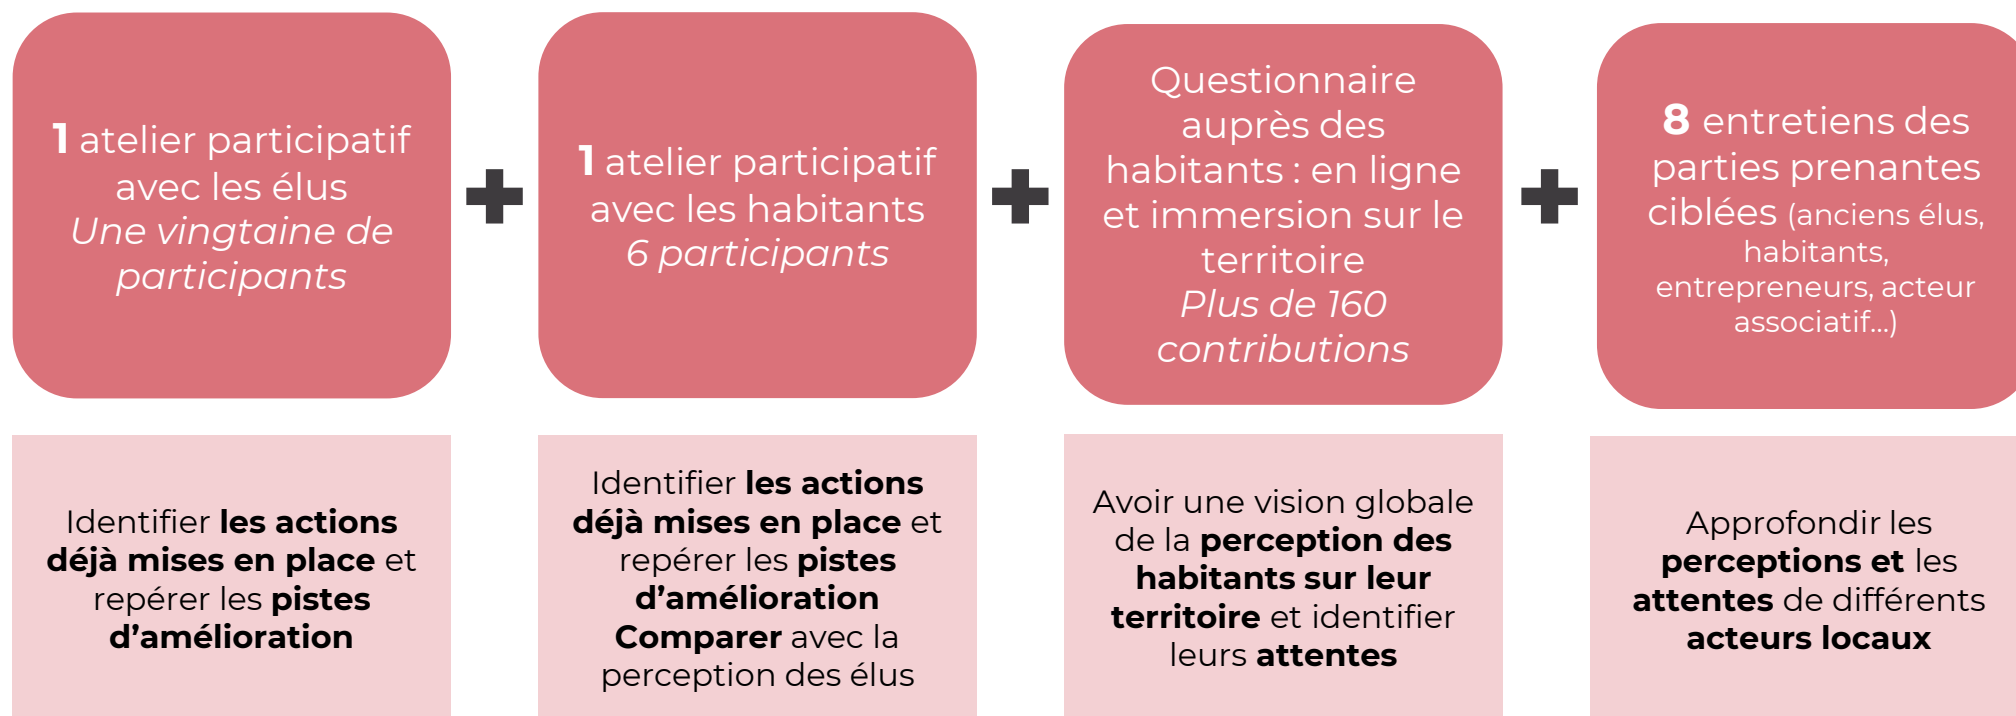 1 atelier participatif
avec les élus
Une vingtaine de
participants
1 atelier participatif
avec les habitants
6 participants
Questionnaire
auprès des
habitants : en ligne
et immersion sur le
territoire
Plus de 160
contributions
8 entretiens des
parties prenantes
ciblées (anciens élus,
habitants,
entrepreneurs, acteur
associatif...)
Identifier les actions
déjà mises en place et
repérer les pistes
d’amélioration
Identifier les actions
déjà mises en place et
repérer les pistes
d’amélioration
Comparer avec la
perception des élus
Avoir une vision globale
de la perception des
habitants sur leur
territoire et identifier
leurs attentes
Approfondir les
perceptions et les
attentes de différents
acteurs locaux